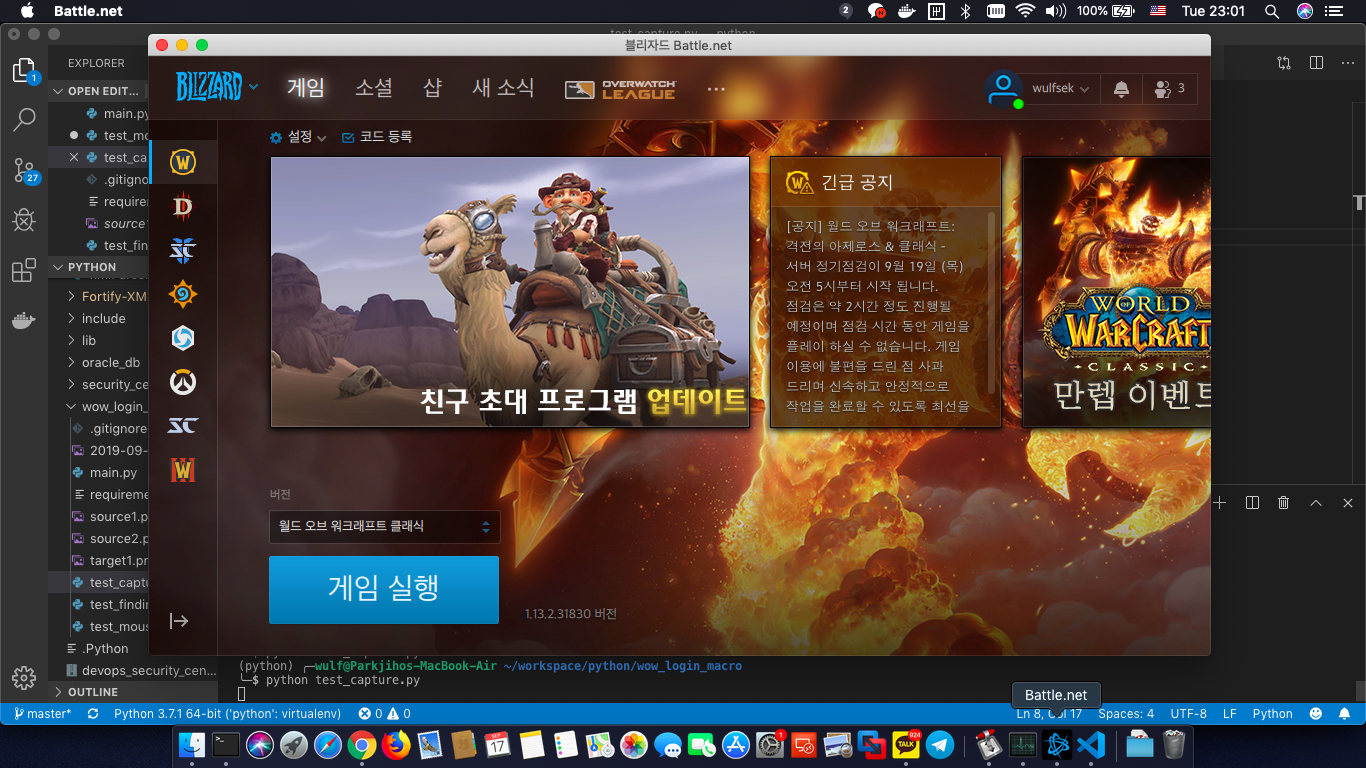 Battle.net
2
100%
Tue 23:01
test_capture.py — python
블리자드 Battle.net
EXPLORER
BLIZZARD
게임
소셜
샵
새 소식
OVERWATCH
LEAGUE
wulfsek
3
1
OPEN EDIT...
main.py
test_mo
test_ca
.gitigno
require
source1
test_fin
27
설정
코드 등록
긴급 공지
[공지] 월드 오브 워크래프트:
격전의 아제로스 & 클래식 -
서버 정기점검이 9월 19일 (목)
오전 5시부터 시작 됩니다.
점검은 약 2시간 정도 진행될
예정이며 점검 시간 동안 게임을
플레이 하실 수 없습니다. 게임
이용에 불편을 드린 점 사과
드리며 신속하고 안정적으로
작업을 완료할 수 있도록 최선을
친구 초대 프로그램 업데이트
WORLD
OF
WARCRAFT
CLASSIC
만렙 이벤트
PYTHON
Fortify-XM
include
lib
oracle_db
security_ce
wow_login_
.gitignore
2019-09-
main.py
requireme
source1.p
source2.p
target1.pn
test_captu
test_findin
test_mous
.Python
devops_security_cen...
OUTLINE
버전
월드 오브 워크래프트 클래식
게임 실행
1.13.2.31830 버전
(python) ╭─wulf@Parkjihos-MacBook-Air ~/workspace/python/wow_login_macro
╰─$ python test_capture.py
Battle.net
master*
Python 3.7.1 64-bit ('python': virtualenv)
0
0
Ln 8, Col 17
Spaces: 4
UTF-8
LF
Python
SEP
17
1
TALK
924